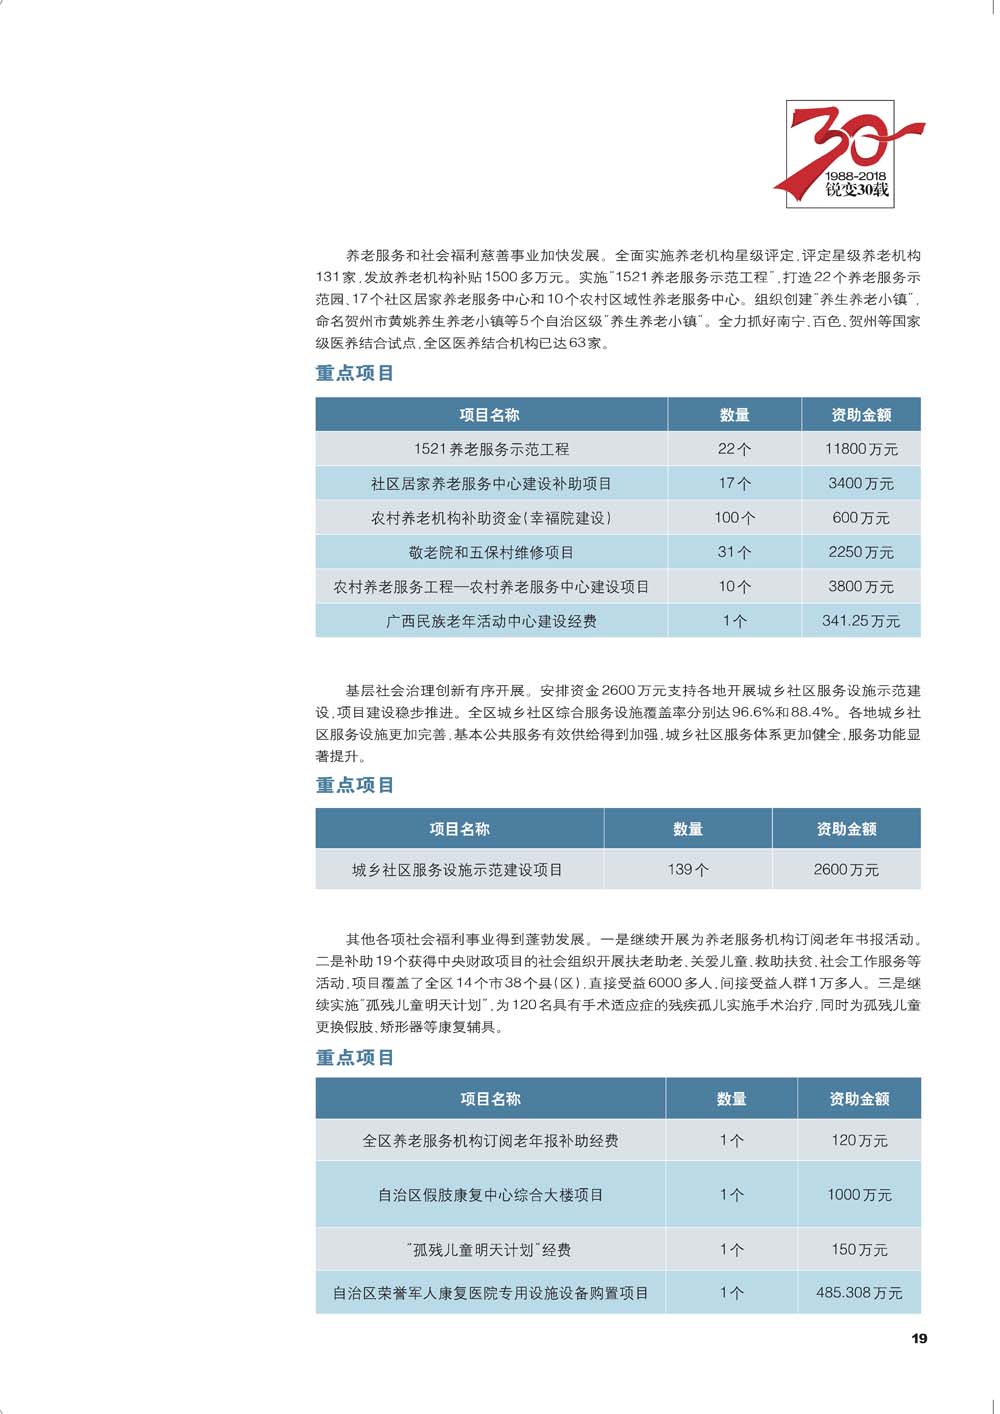 30
1988-2018
锐变30载
养老服务和社会福利慈善事业加快发展。全面实施养老机构星级评定,评定星级养老机构
131家,发放养老机构补贴1500多万元。实施“1521养老服务示范工程”,打造22个养老服务示
范园、17个社区居家养老服务中心和10个农村区域性养老服务中心。组织创建“养生养老小镇”,
命名贺州市黄姚养生养老小镇等5个自治区级“养生养老小镇”。全力抓好南宁、百色、贺州等国家
级医养结合试点,全区医养结合机构已达63家。
重点项目
项目名称 数量 资助金额
1521养老服务示范工程 22个 11800万元
社区居家养老服务中心建设补助项目 17个 3400万元
农村养老机构补助资金(幸福院建设) 100个 600万元
敬老院和五保村维修项目 31个 2250万元
农村养老服务工程—农村养老服务中心建设项目 10个 3800万元
广西民族老年活动中心建设经费 1个 341.25万元
基层社会治理创新有序开展。安排资金2600万元支持各地开展城乡社区服务设施示范建
设,项目建设稳步推进。全区城乡社区综合服务设施覆盖率分别达96.6%和88.4%。各地城乡社
区服务设施更加完善,基本公共服务有效供给得到加强,城乡社区服务体系更加健全,服务功能显
著提升。
重点项目
项目名称 数量 资助金额
城乡社区服务设施示范建设项目 139个 2600万元
其他各项社会福利事业得到蓬勃发展。一是继续开展为养老服务机构订阅老年书报活动。
二是补助19个获得中央财政项目的社会组织开展扶老助老、关爱儿童、救助扶贫、社会工作服务等
活动,项目覆盖了全区14个市38个县(区),直接受益6000多人,间接受益人群1万多人。三是继
续实施“孤残儿童明天计划”,为120名具有手术适应症的残疾孤儿实施手术治疗,同时为孤残儿童
更换假肢、矫形器等康复辅具。
重点项目
项目名称 数量 资助金额
全区养老服务机构订阅老年报补助经费 1个 120万元
自治区假肢康复中心综合大楼项目 1个 1000万元
“孤残儿童明天计划”经费 1个 150万元
自治区荣誉军人康复医院专用设施设备购置项目 1个 485.308万元
19